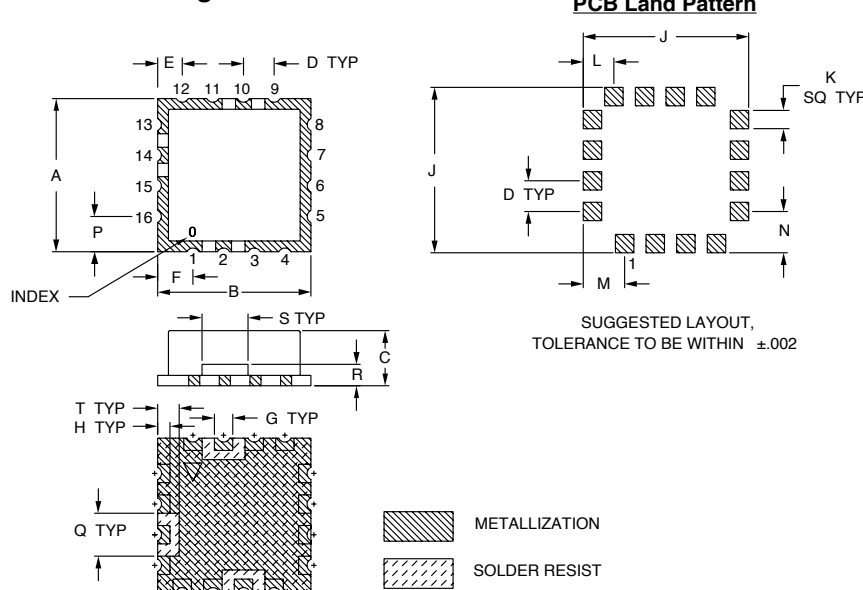 PCB Land Pattern
E
D TYP
12 11 10 9
13
14
15
16
8
7
6
5
A
P
0
1 2 3 4
F
B
INDEX
J
L
K
J
D TYP
N
1
M
SUGGESTED LAYOUT,
TOLERANCE TO BE WITHIN ±.002
S TYP
C
R
T TYP
H TYP
G TYP
Q TYP
METALLIZATION
SOLDER RESIST